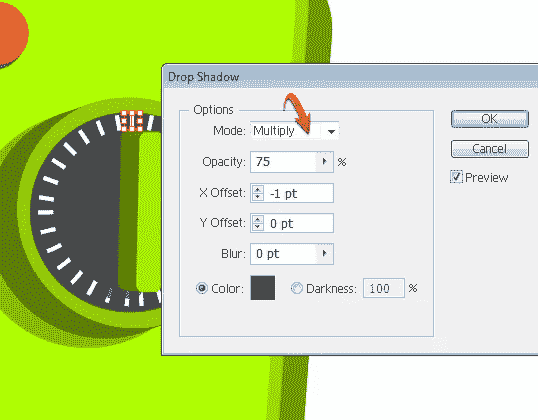 Drop Shadow
Options
Mode: Multiply
OK
Opacity: 75 %
Cancel
Preview
X Offset: -1 pt
Y Offset: 0 pt
Blur: 0 pt
Color: Darkness: 100 %